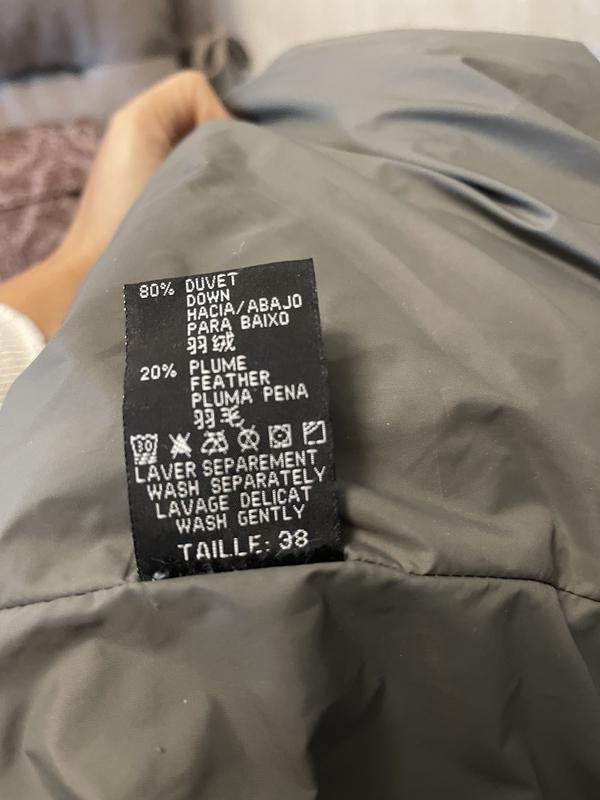 80% DUVET
DOWN
HACIA/ABAJO
PARA BAIXO
羽绒
20% PLUME
FEATHER
PLUMA PENA
羽毛
30
LAVER SEPAREMENT
WASH SEPARATELY
LAVAGE DELICAT
WASH GENTLY
TAILLE: 38